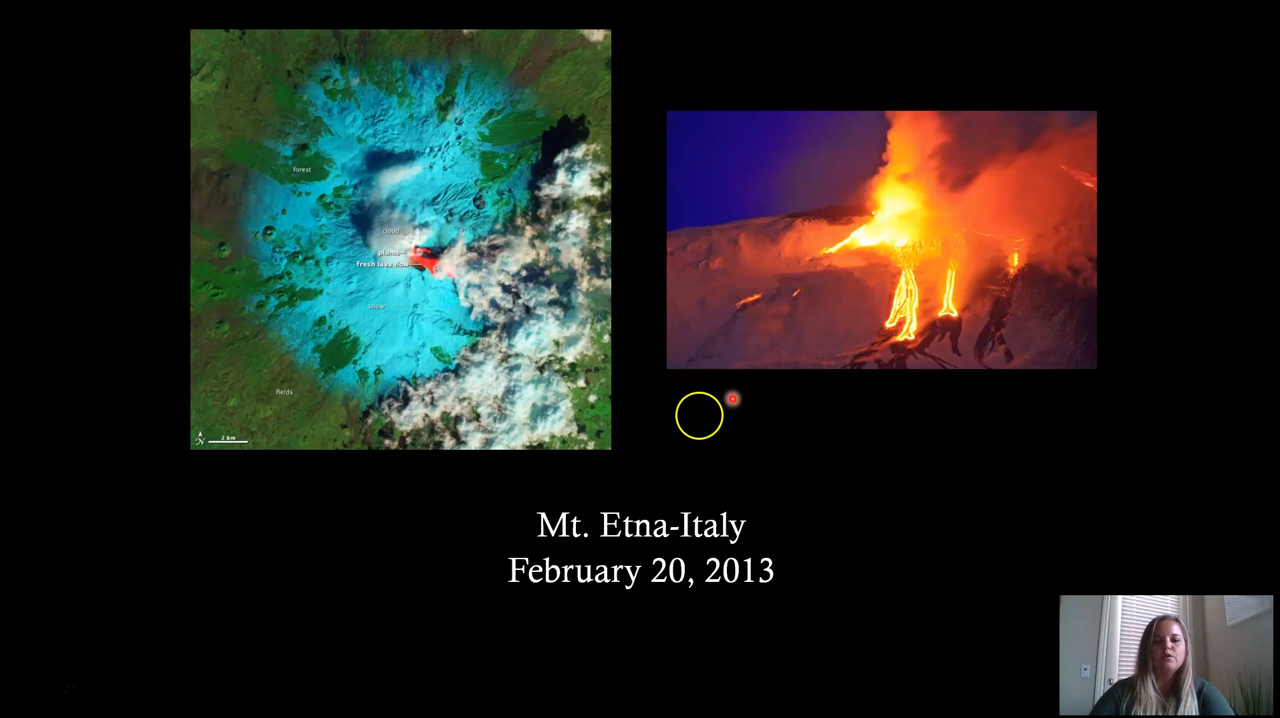 forest
cloud
plume
fresh lava flow
snow
fields
N
2 km
Mt. Etna-Italy
February 20, 2013